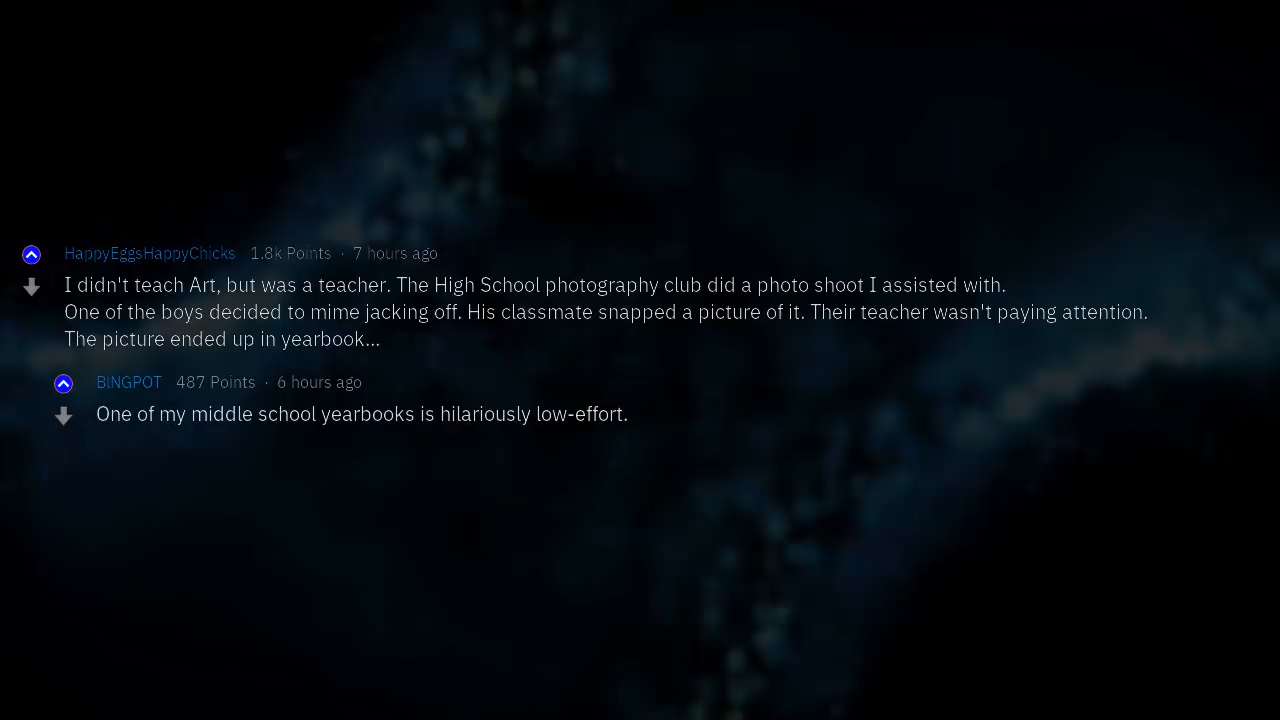 HappyEggsHappyChicks 1.8k Points · 7 hours ago
I didn't teach Art, but was a teacher. The High School photography club did a photo shoot I assisted with.
One of the boys decided to mime jacking off. His classmate snapped a picture of it. Their teacher wasn't paying attention.
The picture ended up in yearbook...
BlNGPOT 487 Points · 6 hours ago
One of my middle school yearbooks is hilariously low-effort.